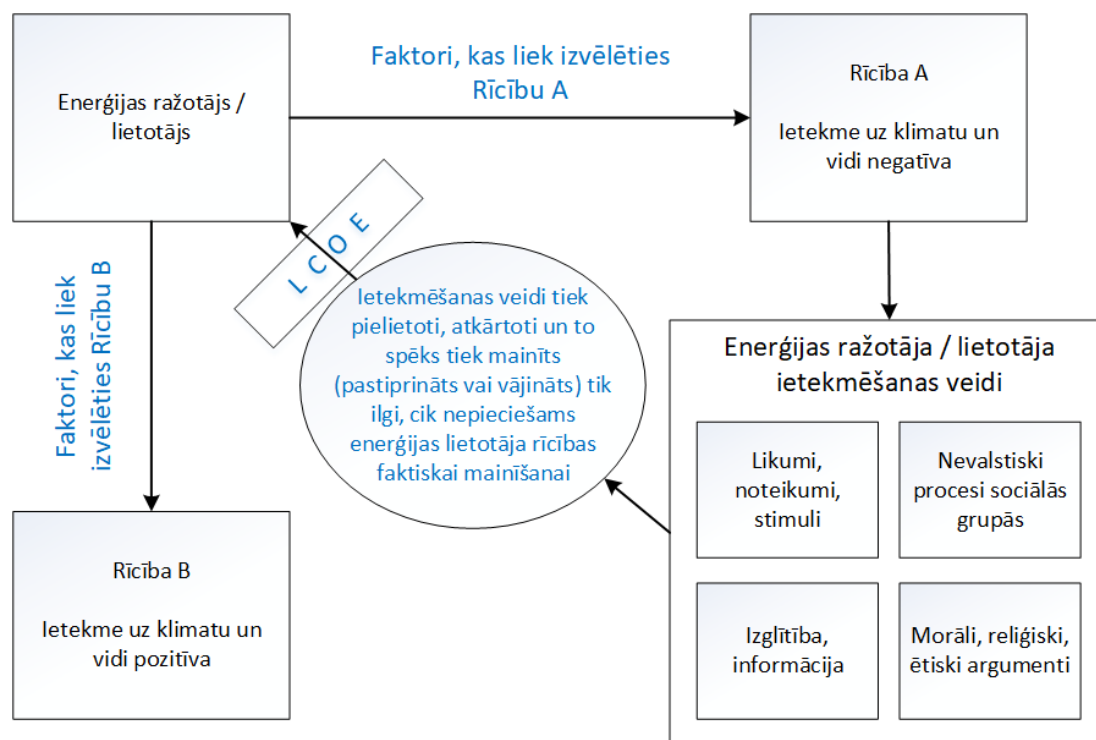 Enerģijas ražotājs /
lietotājs
Faktori, kas liek izvēlēties
Rīcību A
Rīcība A
Ietekme uz klimatu un
vidi negatīva
L C O E
Faktori, kas liek
izvēlēties Rīcību B
Ietekmēšanas veidi tiek
pielietoti, atkārtoti un to
spēks tiek mainīts
(pastiprināts vai vājināts) tik
ilgi, cik nepieciešams
enerģijas lietotāja rīcības
faktiskai mainīšanai
Enerģijas ražotāja / lietotāja
ietekmēšanas veidi
Likumi,
noteikumi,
stimuli
Nevalstiski
procesi sociālās
grupās
Izglītība,
informācija
Morāli, reliģiski,
ētiski argumenti
Rīcība B
Ietekme uz klimatu un
vidi pozitīva